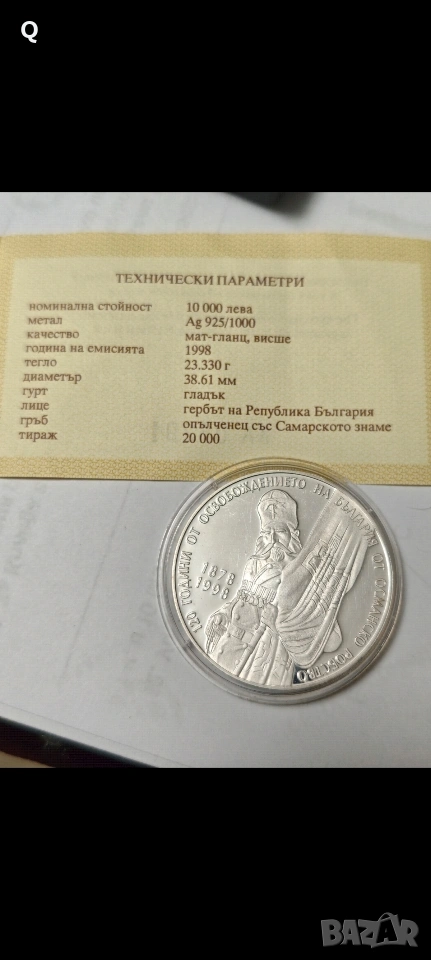 Q
ТЕХНИЧЕСКИ ПАРАМЕТРИ
номинална стойност 10 000 лева
метал Ag 925/1000
качество мат-гланц, висше
година на емисията 1998
тегло 23.330 г
диаметър 38.61 мм
гурт гладък
лице гербът на Република България
гръб опълченец със Самарското знаме
тираж 20 000
120 ГОДИНИ ОТ ОСВОБОЖДЕНИЕТО НА БЪЛГАРИЯ ОТ ОСМАНСКО РОБСТВО
1878
1998
BAZAR